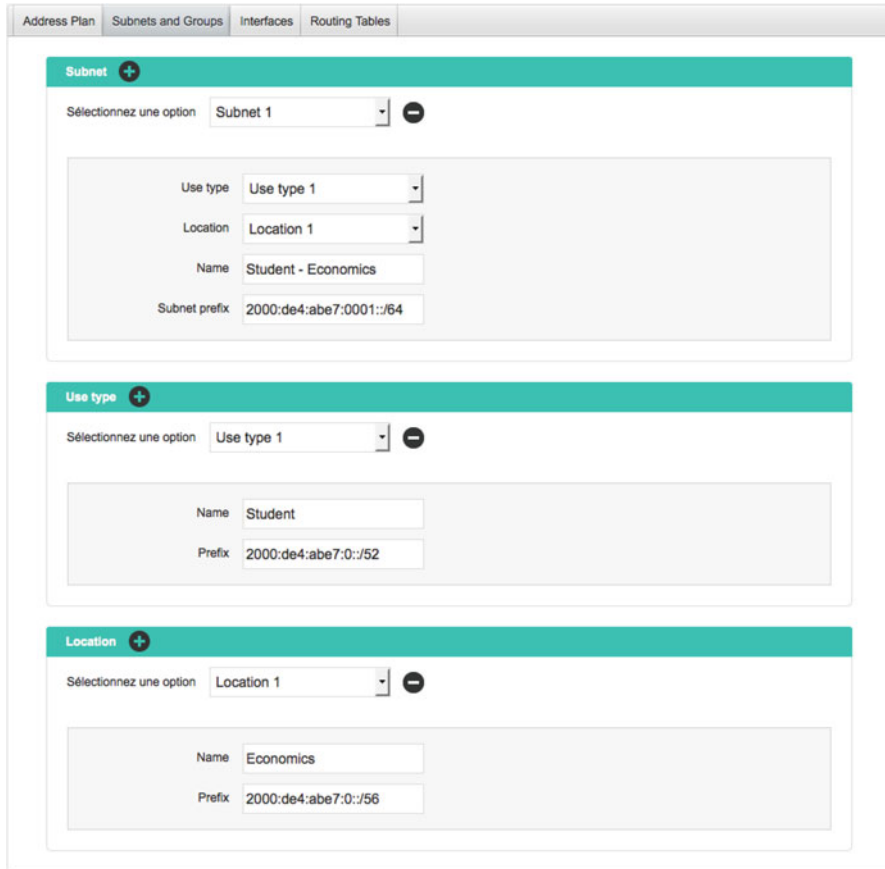 Address Plan Subnets and Groups Interfaces Routing Tables
Subnet
Sélectionnez une option Subnet 1
Use type Use type 1
Location Location 1
Name Student - Economics
Subnet prefix 2000:de4:abe7:0001::/64
Use type
Sélectionnez une option Use type 1
Name Student
Prefix 2000:de4:abe7:0::/52
Location
Sélectionnez une option Location 1
Name Economics
Prefix 2000:de4:abe7:0::/56